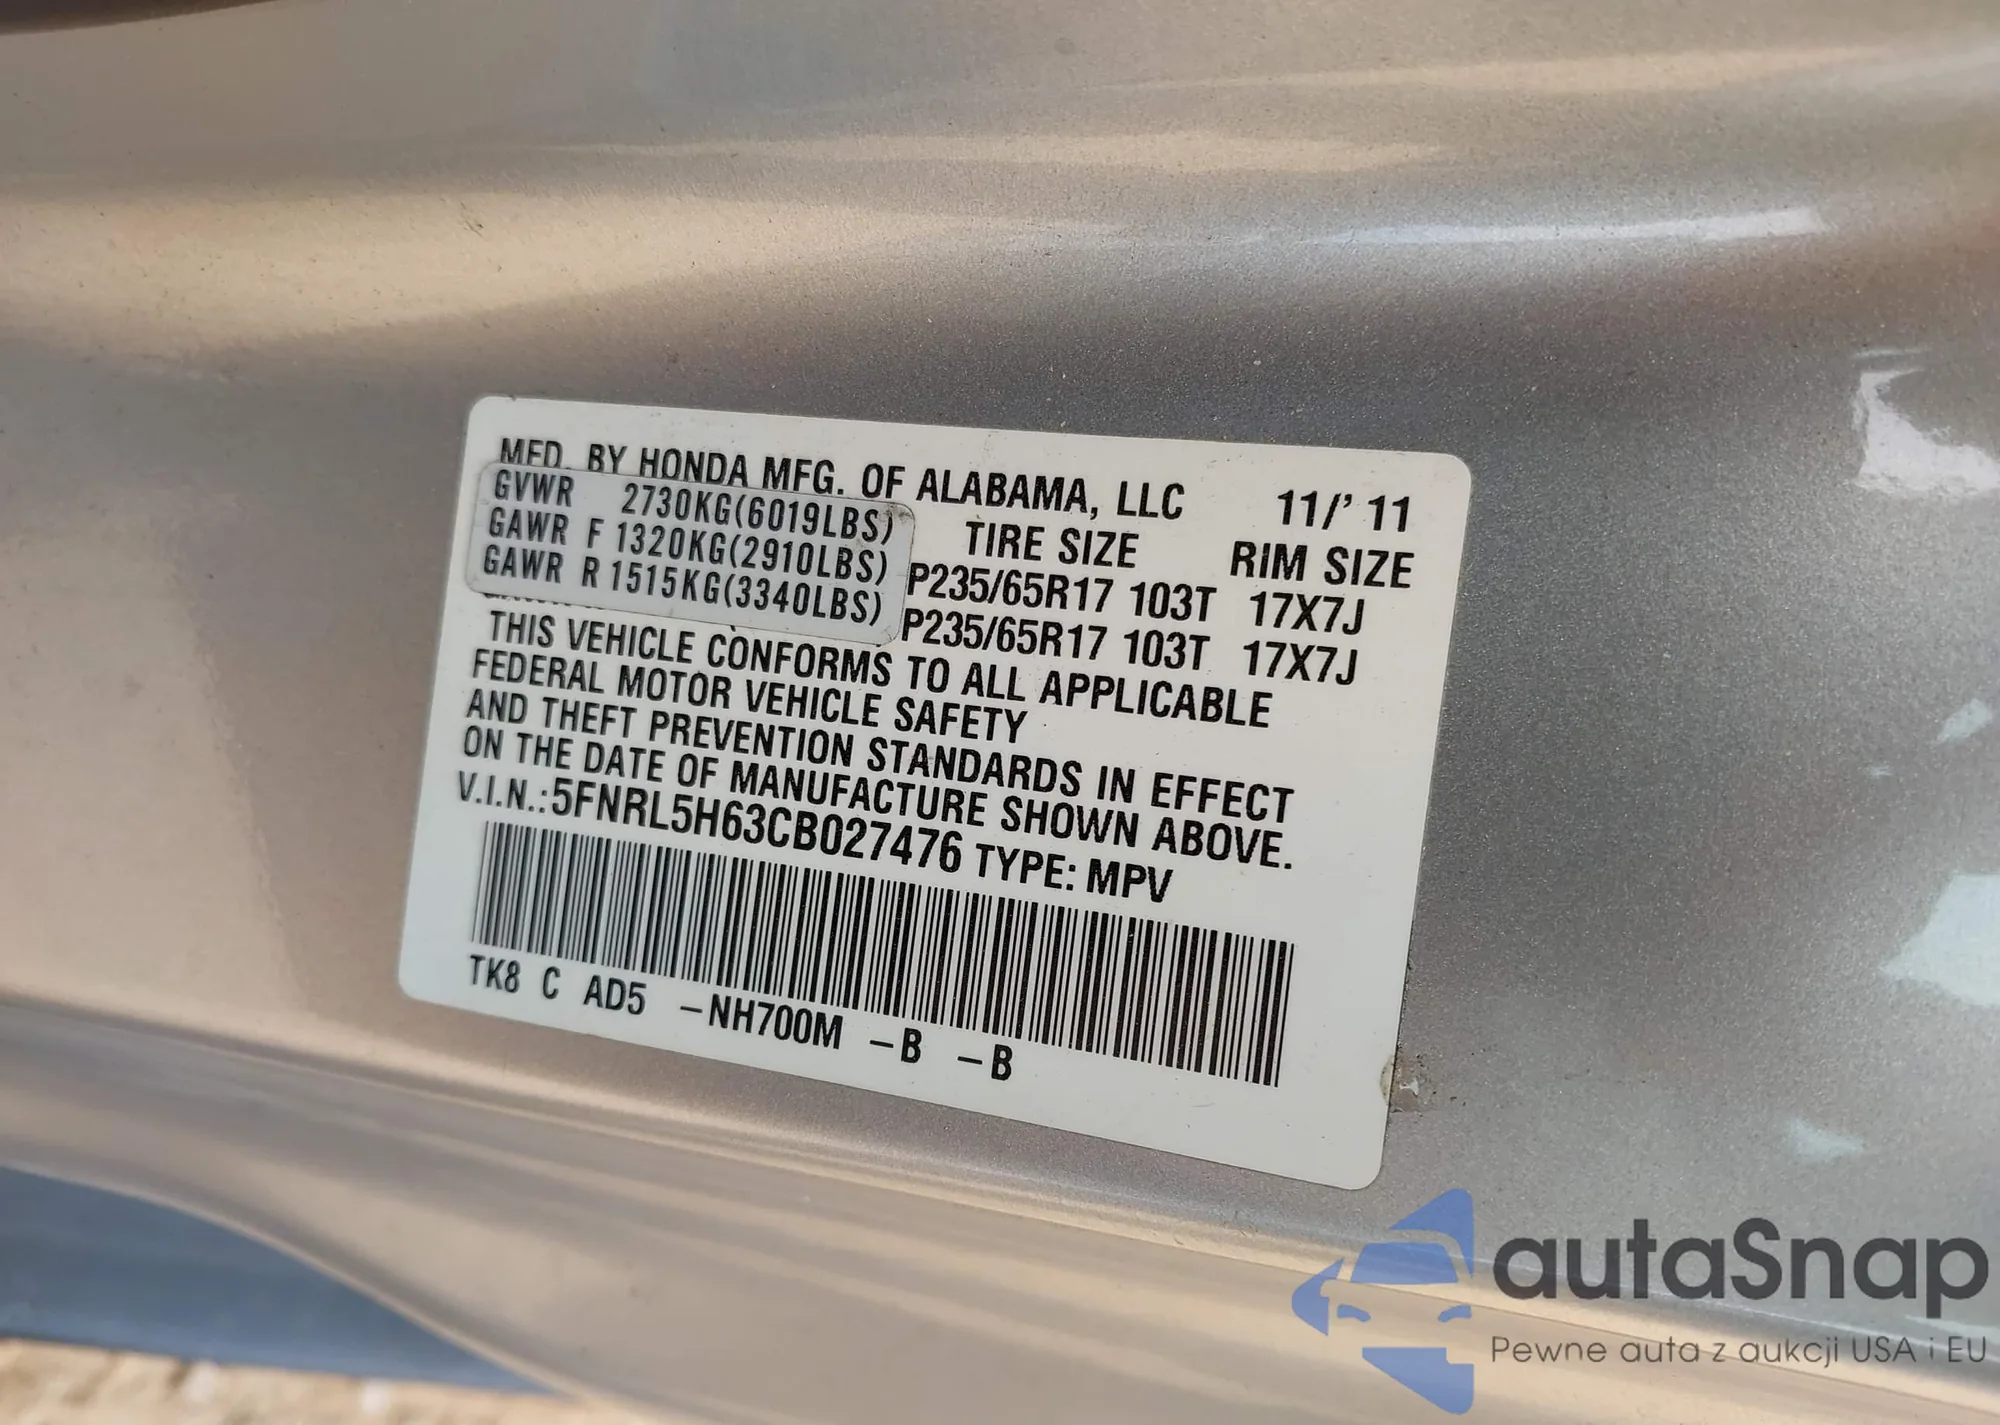 MFD. BY HONDA MFG. OF ALABAMA, LLC 11/' 11
GVWR 2730KG(6019LBS) TIRE SIZE RIM SIZE
GAWR F 1320KG(2910LBS) P235/65R17 103T 17X7J
GAWR R 1515KG(3340LBS) P235/65R17 103T 17X7J
THIS VEHICLE CONFORMS TO ALL APPLICABLE
FEDERAL MOTOR VEHICLE SAFETY
AND THEFT PREVENTION STANDARDS IN EFFECT
ON THE DATE OF MANUFACTURE SHOWN ABOVE.
V.I.N.:5FNRL5H63CB027476 TYPE: MPV
TK8 C AD5 -NH700M -B -B
autaSnap
Pewne auta z aukcji USA i EU